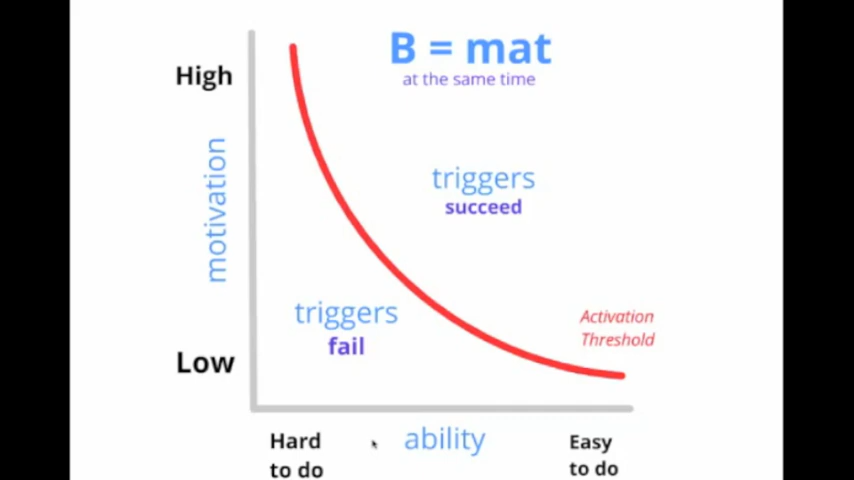 B = mat
at the same time
High
motivation
triggers
succeed
triggers
fail
Activation
Threshold
Low
Hard
to do
ability
Easy
to do